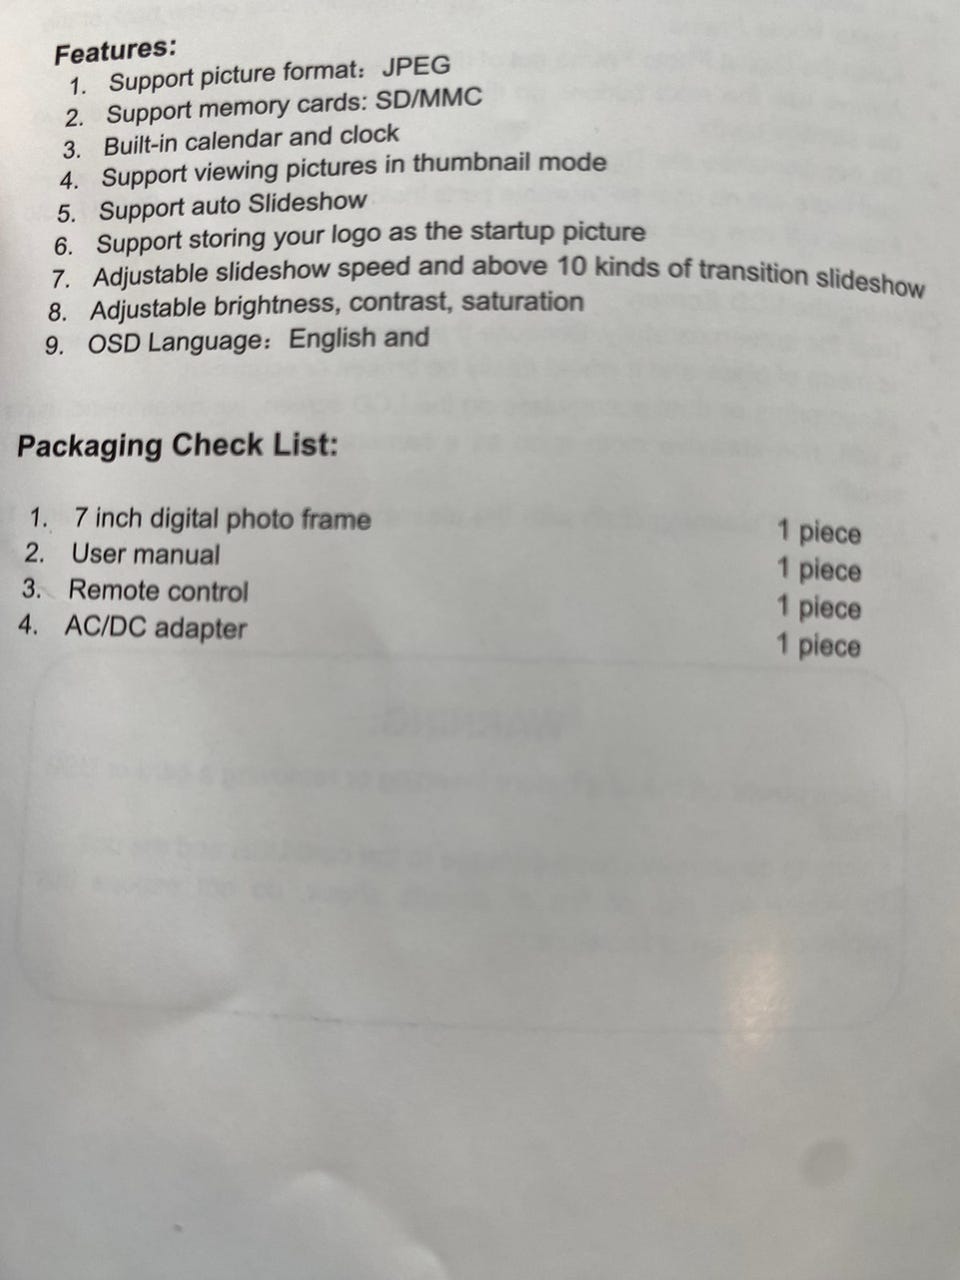 Features:
1. Support picture format: JPEG
2. Support memory cards: SD/MMC
3. Built-in calendar and clock
4. Support viewing pictures in thumbnail mode
5. Support auto Slideshow
6. Support storing your logo as the startup picture
7. Adjustable slideshow speed and above 10 kinds of transition slideshow
8. Adjustable brightness, contrast, saturation
9. OSD Language: English and
Packaging Check List:
1. 7 inch digital photo frame 1 piece
2. User manual 1 piece
3. Remote control 1 piece
4. AC/DC adapter 1 piece